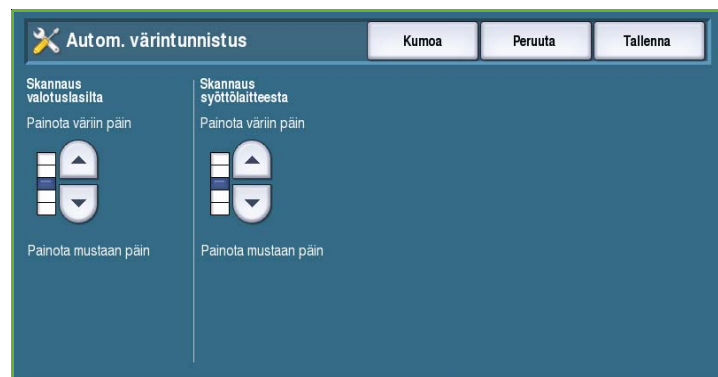 Autom. värintunnistus
Kumoa
Peruuta
Tallenna
Skannaus
valotuslasilta
Painota väriin päin
Painota mustaan päin
Skannaus
syöttölaitteesta
Painota väriin päin
Painota mustaan päin